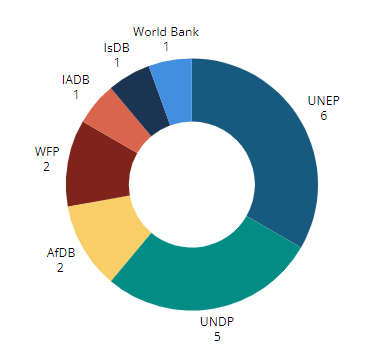 World Bank
1
UNEP
6
UNDP
5
AfDB
2
WFP
2
IADB
1
IsDB
1